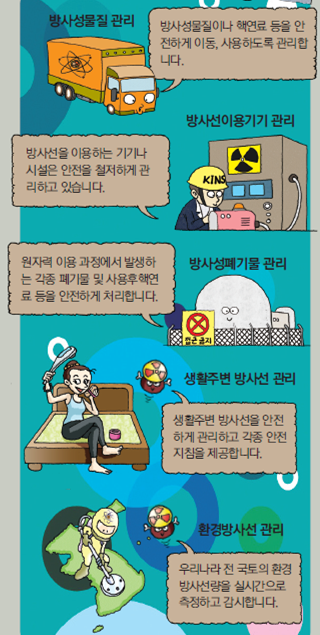 방사성물질 관리
방사성물질이나 핵연료 등을 안
전하게 이동, 사용하도록 관리합
니다.
방사선이용기기 관리
방사선을 이용하는 기기나
시설은 안전을 철저하게 관
리하고 있습니다.
KINS
방사성폐기물 관리
원자력 이용 과정에서 발생하
는 각종 폐기물 및 사용후핵연
료 등을 안전하게 처리합니다.
접근 금지
생활주변 방사선 관리
생활주변 방사선을 안전
하게 관리하고 각종 안전
지침을 제공합니다.
환경방사선 관리
우리나라 전 국토의 환경
방사선량을 실시간으로
측정하고 감시합니다.